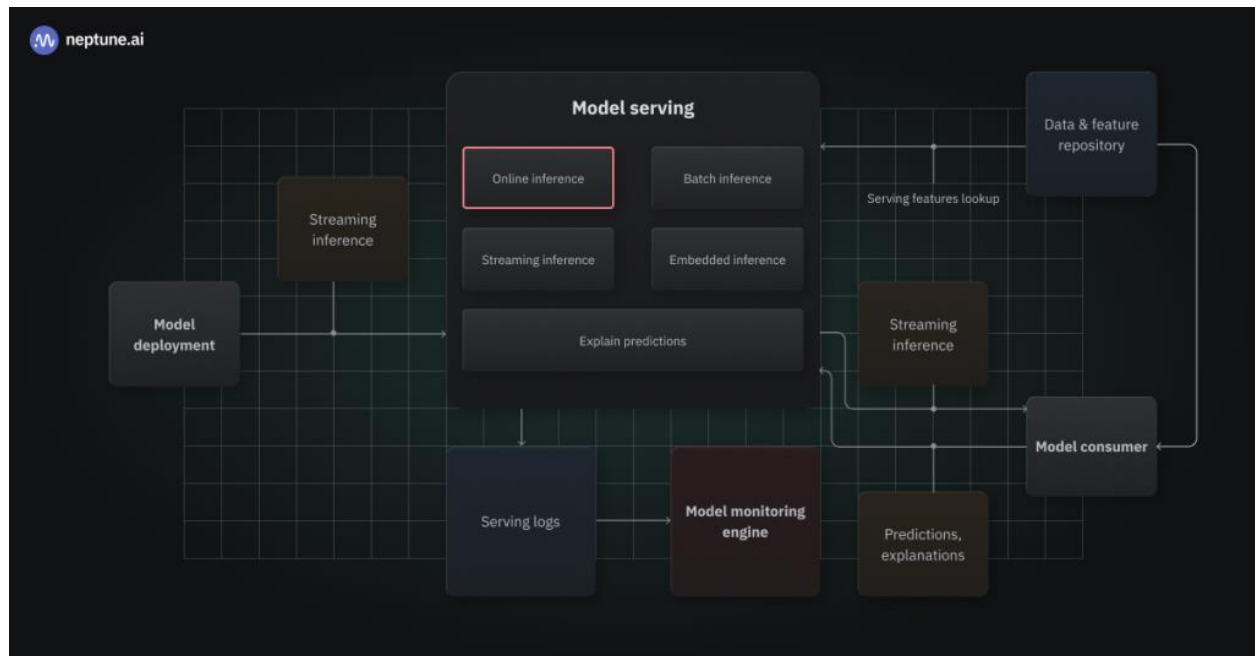 neptune.ai
Model serving
Online inference
Batch inference
Streaming inference
Embedded inference
Explain predictions
Data & feature
repository
Serving features lookup
Streaming
inference
Model
deployment
Streaming
inference
Model consumer
Serving logs
Model monitoring
engine
Predictions,
explanations